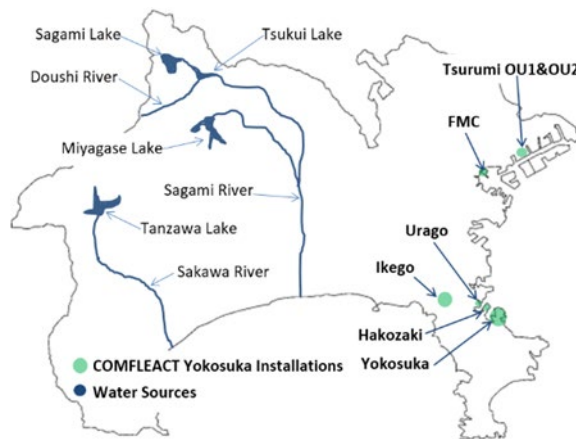 Sagami Lake
Tsukui Lake
Doushi River
Tsurumi OU1&OU2
FMC
Miyagase Lake
Sagami River
Tanzawa Lake
Urago
Ikego
Sakawa River
Hakozaki
Yokosuka
COMFLEACT Yokosuka Installations
Water Sources